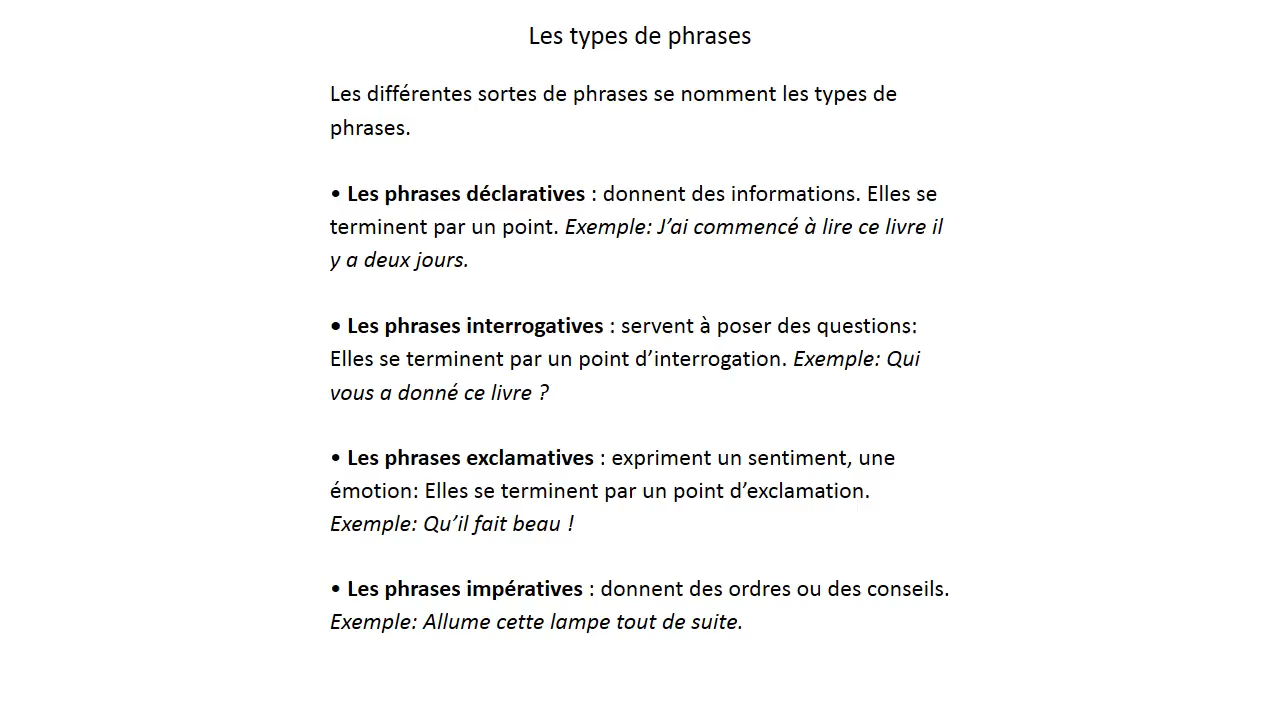 Les types de phrases
Les différentes sortes de phrases se nomment les types de
phrases.
• Les phrases déclaratives : donnent des informations. Elles se
terminent par un point. Exemple: J’ai commencé à lire ce livre il
y a deux jours.
• Les phrases interrogatives : servent à poser des questions:
Elles se terminent par un point d’interrogation. Exemple: Qui
vous a donné ce livre ?
• Les phrases exclamatives : expriment un sentiment, une
émotion: Elles se terminent par un point d’exclamation.
Exemple: Qu’il fait beau !
• Les phrases impératives : donnent des ordres ou des conseils.
Exemple: Allume cette lampe tout de suite.